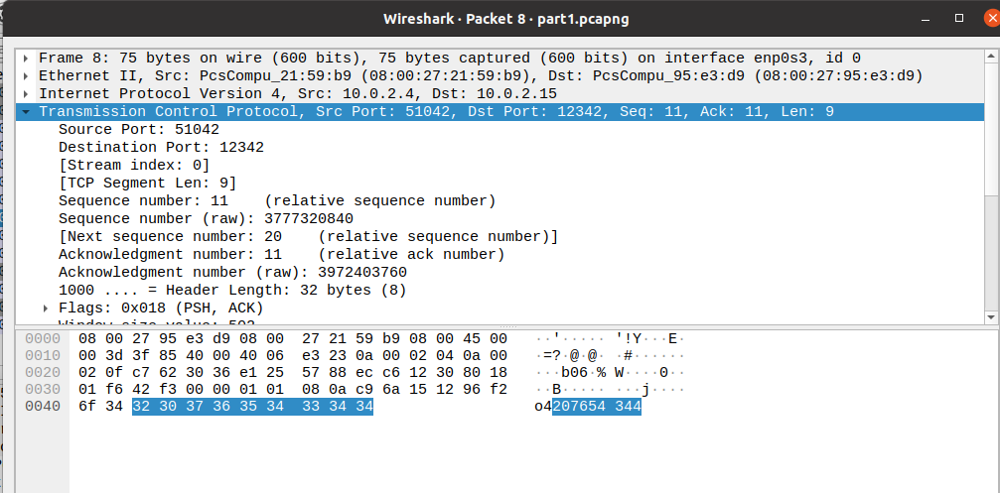 Wireshark · Packet 8 · part1.pcapng
Frame 8: 75 bytes on wire (600 bits), 75 bytes captured (600 bits) on interface enp0s3, id 0
Ethernet II, Src: PcsCompu_21:59:b9 (08:00:27:21:59:b9), Dst: PcsCompu_95:e3:d9 (08:00:27:95:e3:d9)
Internet Protocol Version 4, Src: 10.0.2.4, Dst: 10.0.2.15
Transmission Control Protocol, Src Port: 51042, Dst Port: 12342, Seq: 11, Ack: 11, Len: 9
Source Port: 51042
Destination Port: 12342
[Stream index: 0]
[TCP Segment Len: 9]
Sequence number: 11    (relative sequence number)
Sequence number (raw): 3777320840
[Next sequence number: 20    (relative sequence number)]
Acknowledgment number: 11    (relative ack number)
Acknowledgment number (raw): 3972403760
1000 .... = Header Length: 32 bytes (8)
Flags: 0x018 (PSH, ACK)
Window size value: 502
0000  08 00 27 95 e3 d9 08 00  27 21 59 b9 08 00 45 00  ··'·····'!Y···E·
0010  00 3d 3f 85 40 00 40 06  e3 23 0a 00 02 04 0a 00  ·=?·@·@··#······
0020  02 0f c7 62 30 36 e1 25  57 88 ec c6 12 30 80 18  ···b06·%W····0··
0030  01 f6 42 f3 00 00 01 01  08 0a c9 6a 15 12 96 f2  ··B········j····
0040  6f 34 32 30 37 36 35 34  33 34 34  o4207654 344